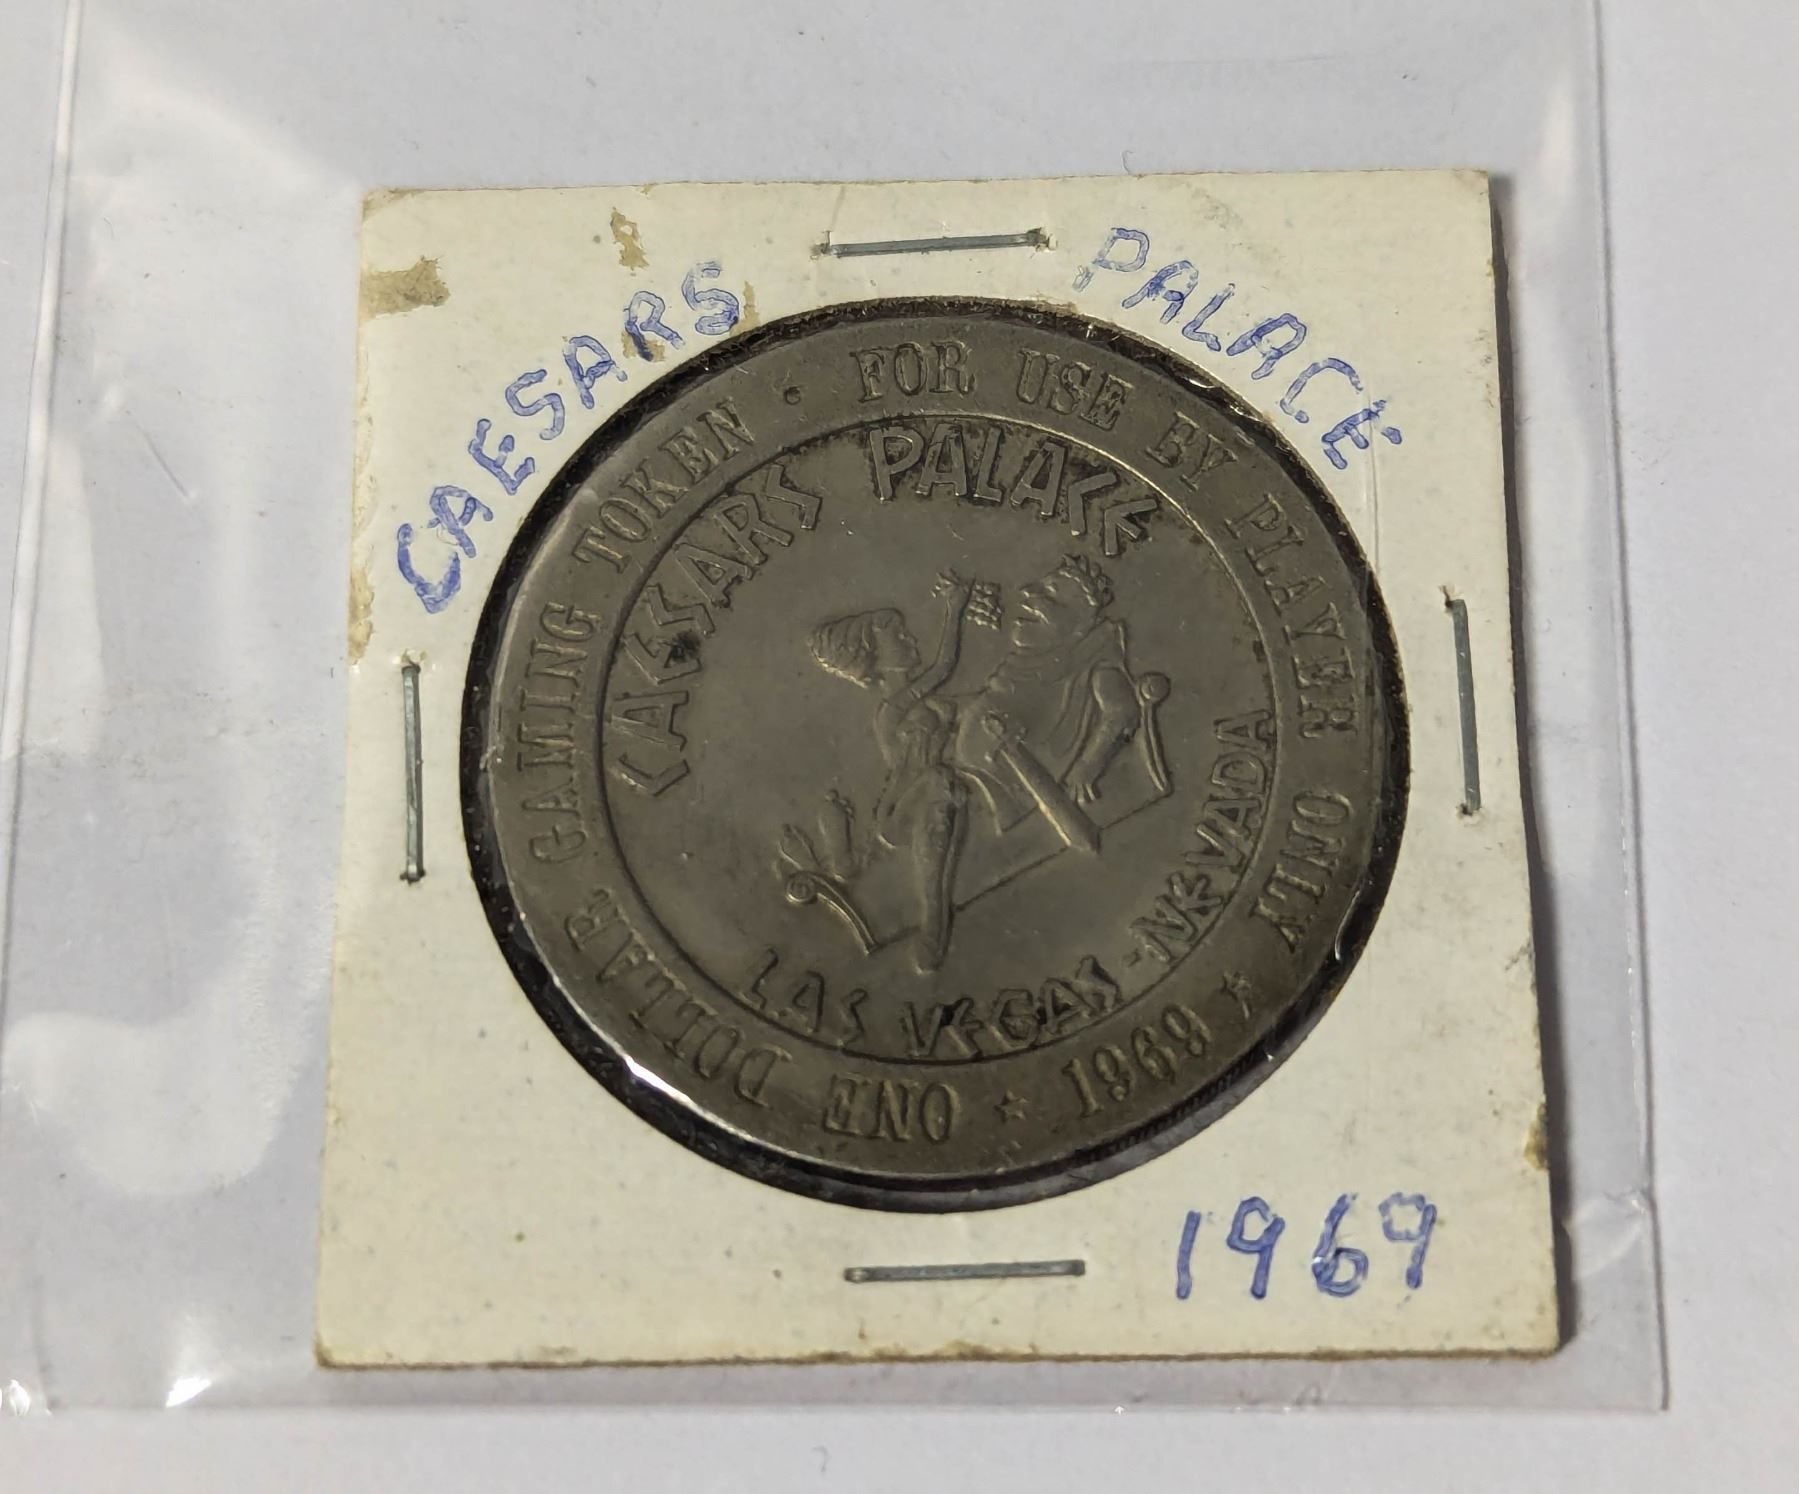 CAESARS PALACE
ONE DOLLAR GAMING TOKEN • FOR USE BY PLAYER ONLY ★ 1969 ★
CAESARS PALACE
LAS VEGAS - NEVADA
1969